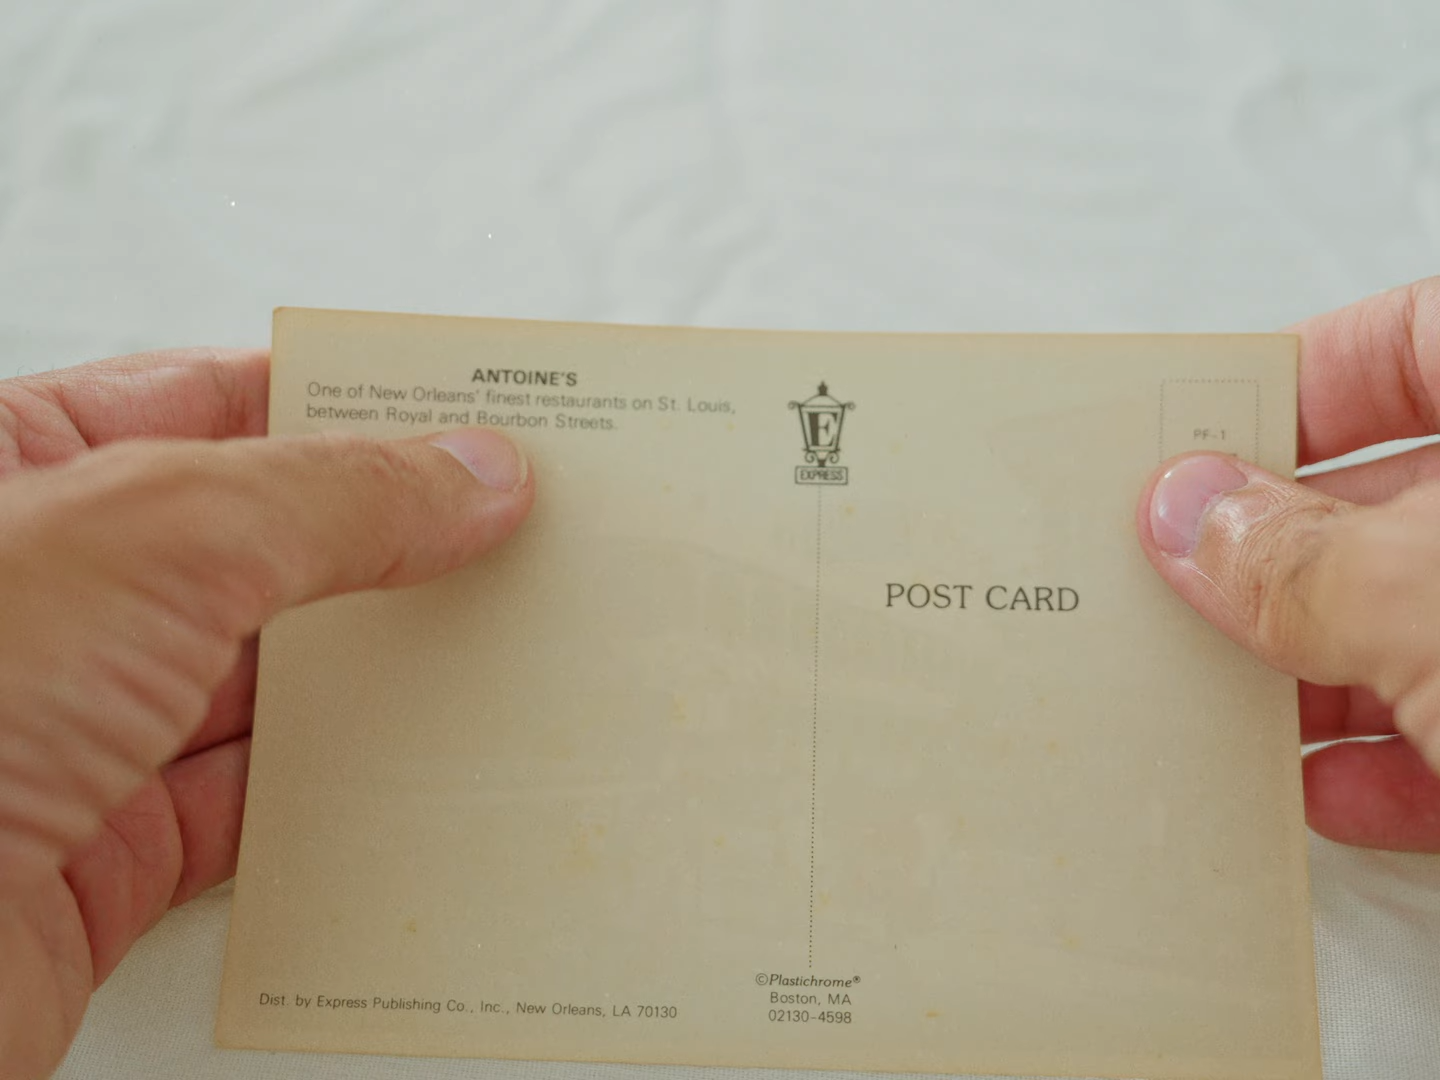 ANTOINE'S
One of New Orleans' finest restaurants on St. Louis,
between Royal and Bourbon Streets.
E
EXPRESS
PF-1
POST CARD
©Plastichrome®
Boston, MA
02130-4598
Dist. by Express Publishing Co., Inc., New Orleans, LA 70130